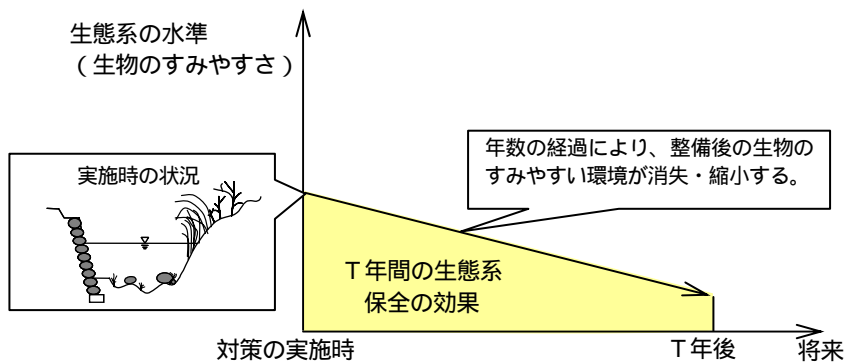 生態系の水準
（生物のすみやすさ）
年数の経過により、整備後の生物の
すみやすい環境が消失・縮小する。
実施時の状況
Ｔ年間の生態系
保全の効果
対策の実施時
Ｔ年後
将来